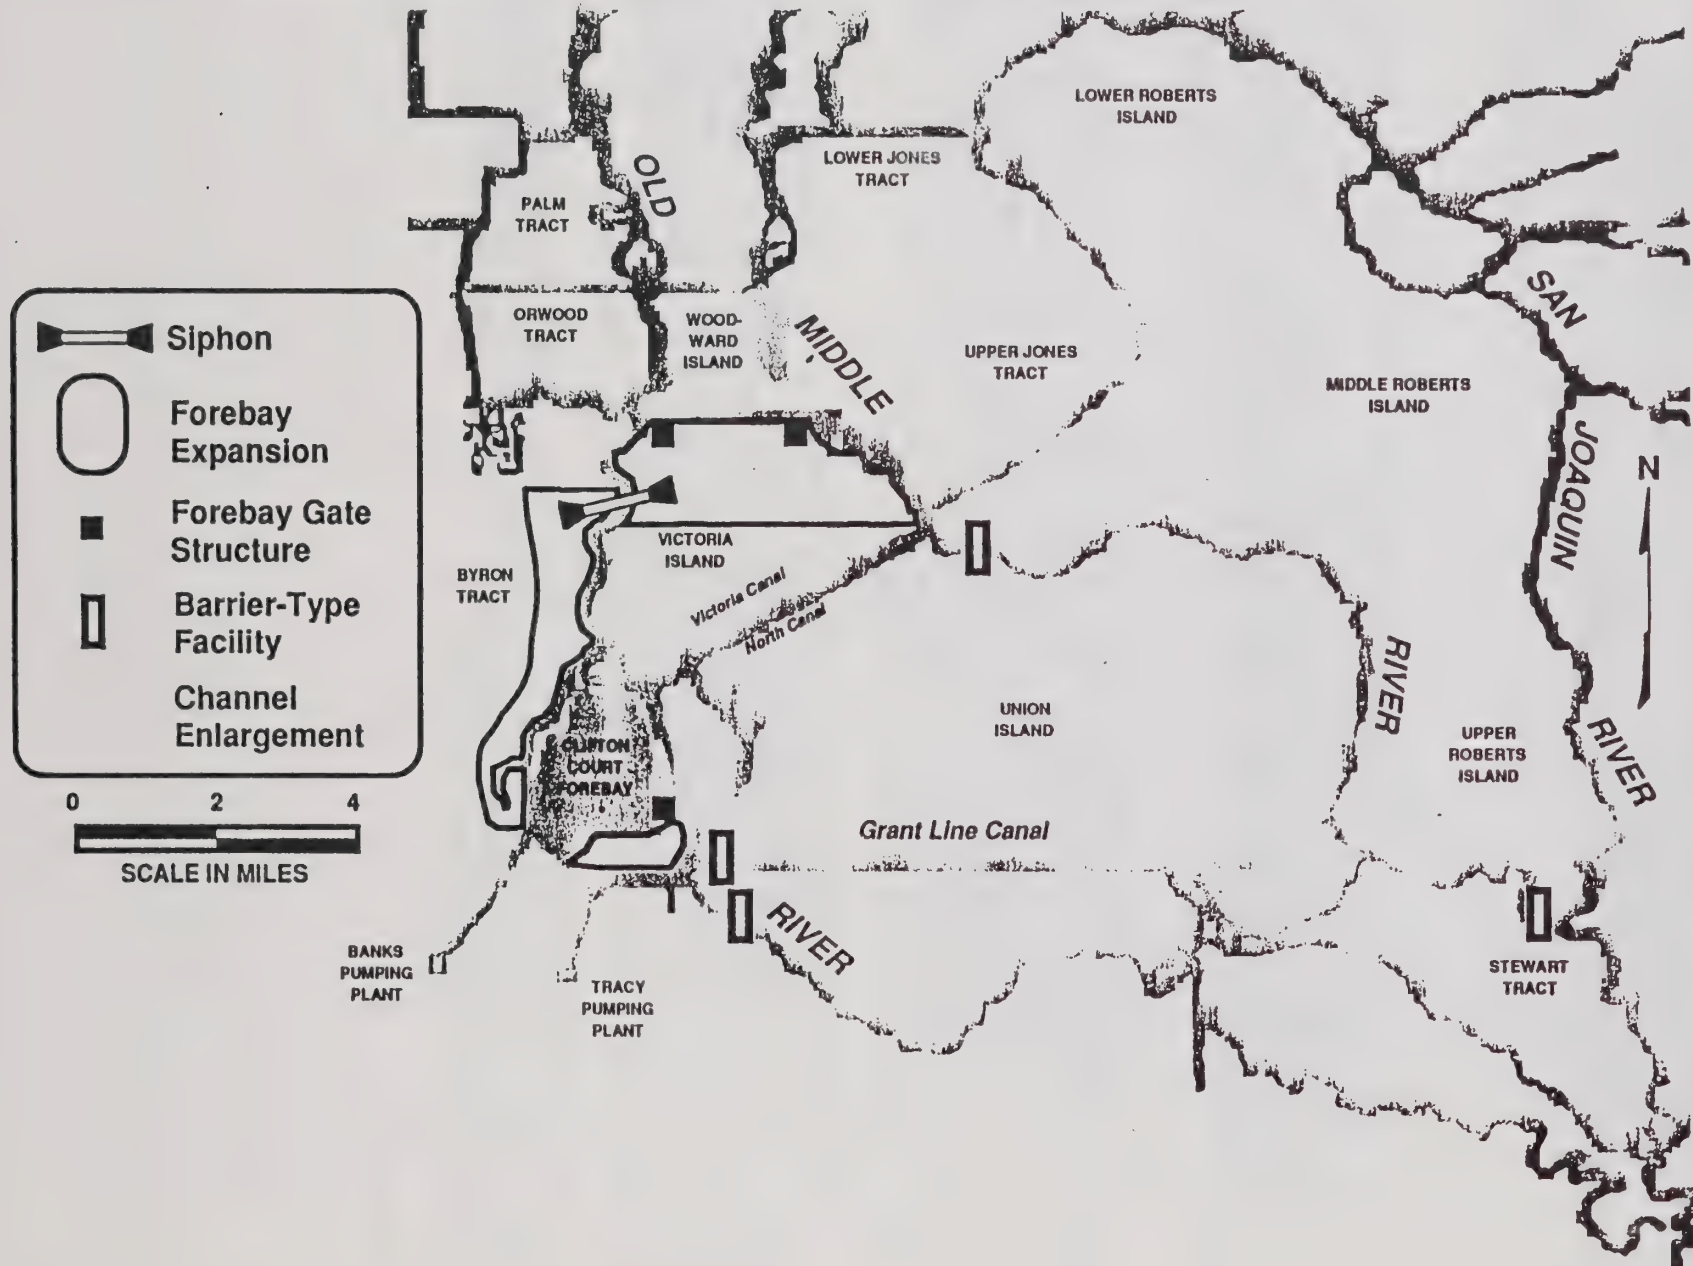 LOWER ROBERTS
ISLAND
LOWER JONES
TRACT
OLD
PALM
TRACT
SAN
ORWOOD
TRACT
WOOD-
WARD
ISLAND
MIDDLE
UPPER JONES
TRACT
MIDDLE ROBERTS
ISLAND
JOAQUIN
N
Siphon
Forebay
Expansion
Forebay Gate
Structure
Barrier-Type
Facility
Channel
Enlargement
0 2 4
SCALE IN MILES
VICTORIA
ISLAND
BYRON
TRACT
Victoria Canal
North Canal
RIVER
UNION
ISLAND
UPPER
ROBERTS
ISLAND
RIVER
CLIFTON
COURT
FOREBAY
Grant Line Canal
RIVER
BANKS
PUMPING
PLANT
TRACY
PUMPING
PLANT
STEWART
TRACT